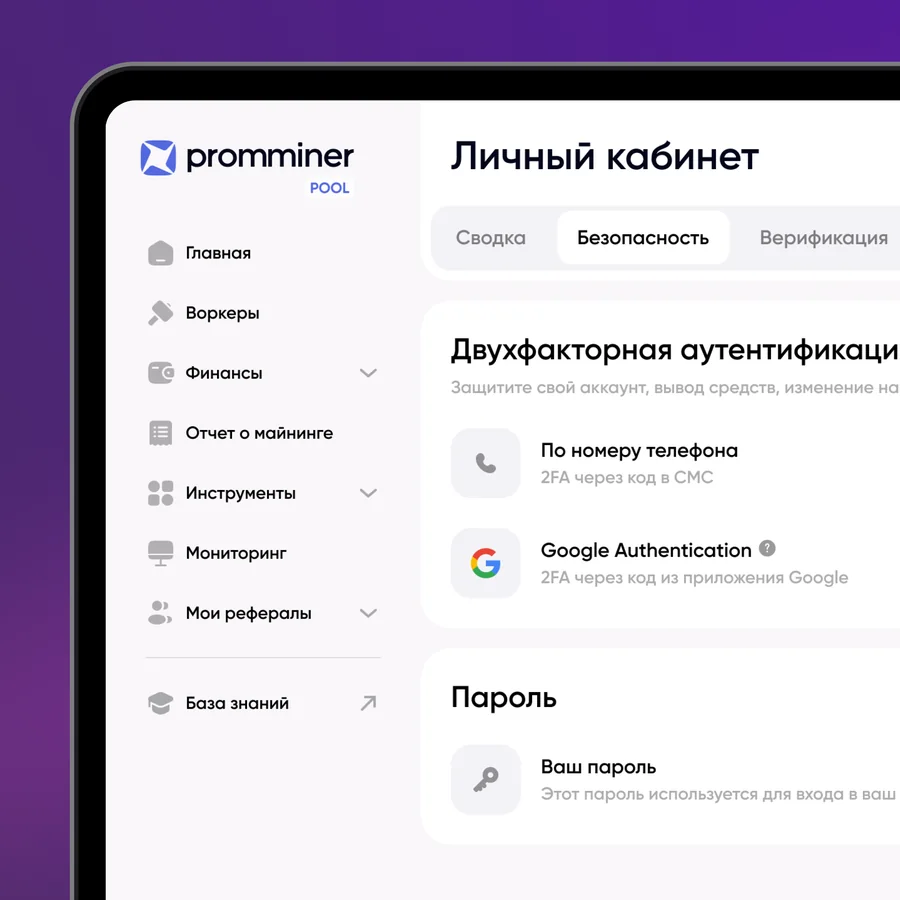 promminer
POOL
Главная
Воркеры
Финансы
Отчет о майнинге
Инструменты
Мониторинг
Мои рефералы
База знаний
Личный кабинет
Сводка Безопасность Верификация
Двухфакторная аутентификаци
Защитите свой аккаунт, вывод средств, изменение на
По номеру телефона
2FA через код в СМС
Google Authentication ?
2FA через код из приложения Google
Пароль
Ваш пароль
Этот пароль используется для входа в ваш